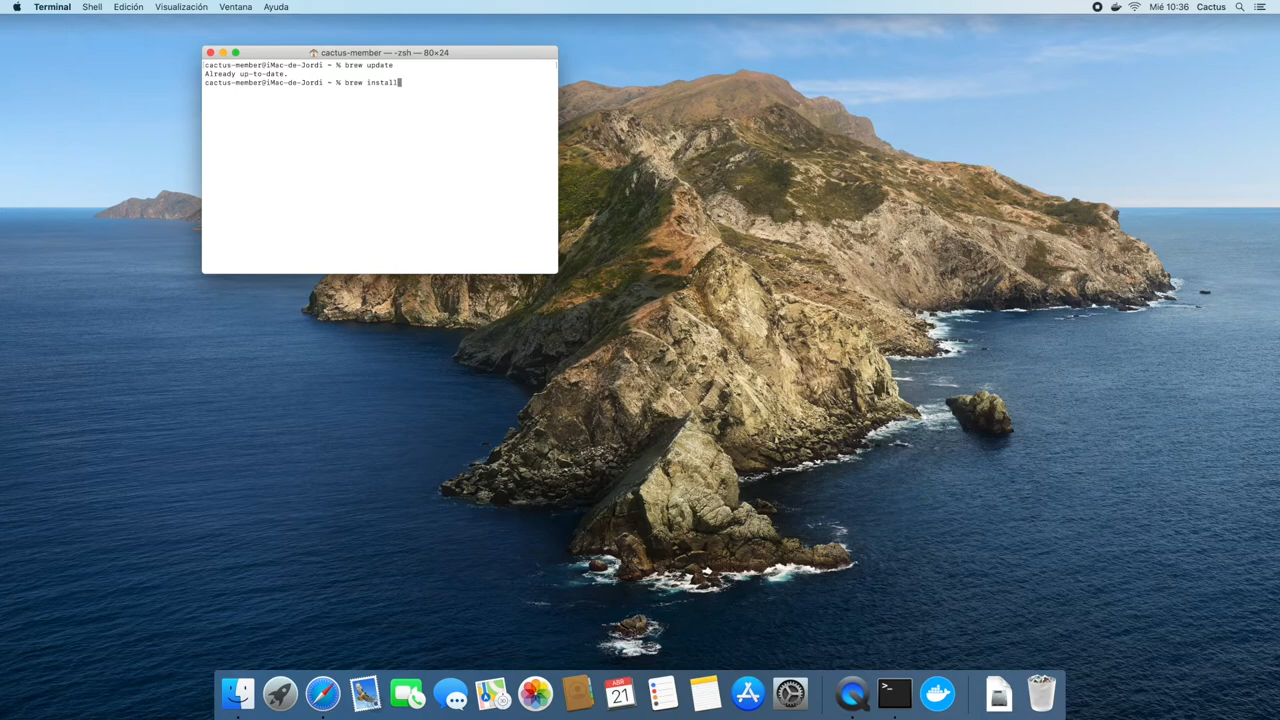 Terminal Shell Edición Visualización Ventana Ayuda Mié 10:36 Cactus
cactus-member — -zsh — 80×24
cactus-member@iMac-de-Jordi ~ % brew update
Already up-to-date.
cactus-member@iMac-de-Jordi ~ % brew install
ABR
21
>_